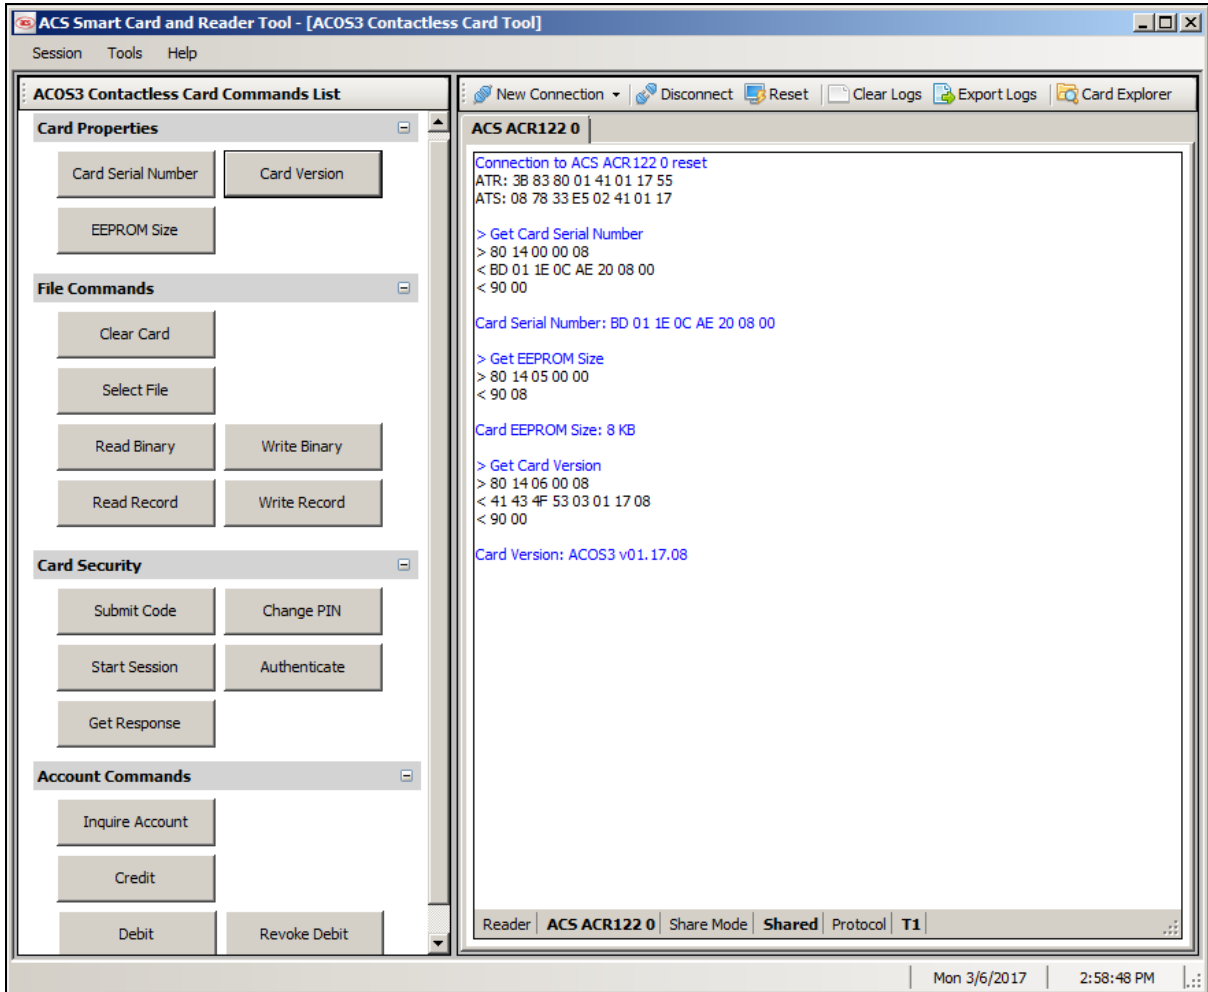 ACS Smart Card and Reader Tool - [ACOS3 Contactless Card Tool]
Session Tools Help
ACOS3 Contactless Card Commands List
Card Properties
Card Serial Number Card Version
EEPROM Size
File Commands
Clear Card
Select File
Read Binary Write Binary
Read Record Write Record
Card Security
Submit Code Change PIN
Start Session Authenticate
Get Response
Account Commands
Inquire Account
Credit
Debit Revoke Debit
New Connection Disconnect Reset Clear Logs Export Logs Card Explorer
ACS ACR122 0
Connection to ACS ACR122 0 reset
ATR: 3B 83 80 01 41 01 17 55
ATS: 08 78 33 E5 02 41 01 17
> Get Card Serial Number
> 80 14 00 00 08
< BD 01 1E 0C AE 20 08 00
< 90 00
Card Serial Number: BD 01 1E 0C AE 20 08 00
> Get EEPROM Size
> 80 14 05 00 00
< 90 08
Card EEPROM Size: 8 KB
> Get Card Version
> 80 14 06 00 08
< 41 43 4F 53 03 01 17 08
< 90 00
Card Version: ACOS3 v01.17.08
Reader ACS ACR122 0 Share Mode Shared Protocol T1
Mon 3/6/2017 2:58:48 PM